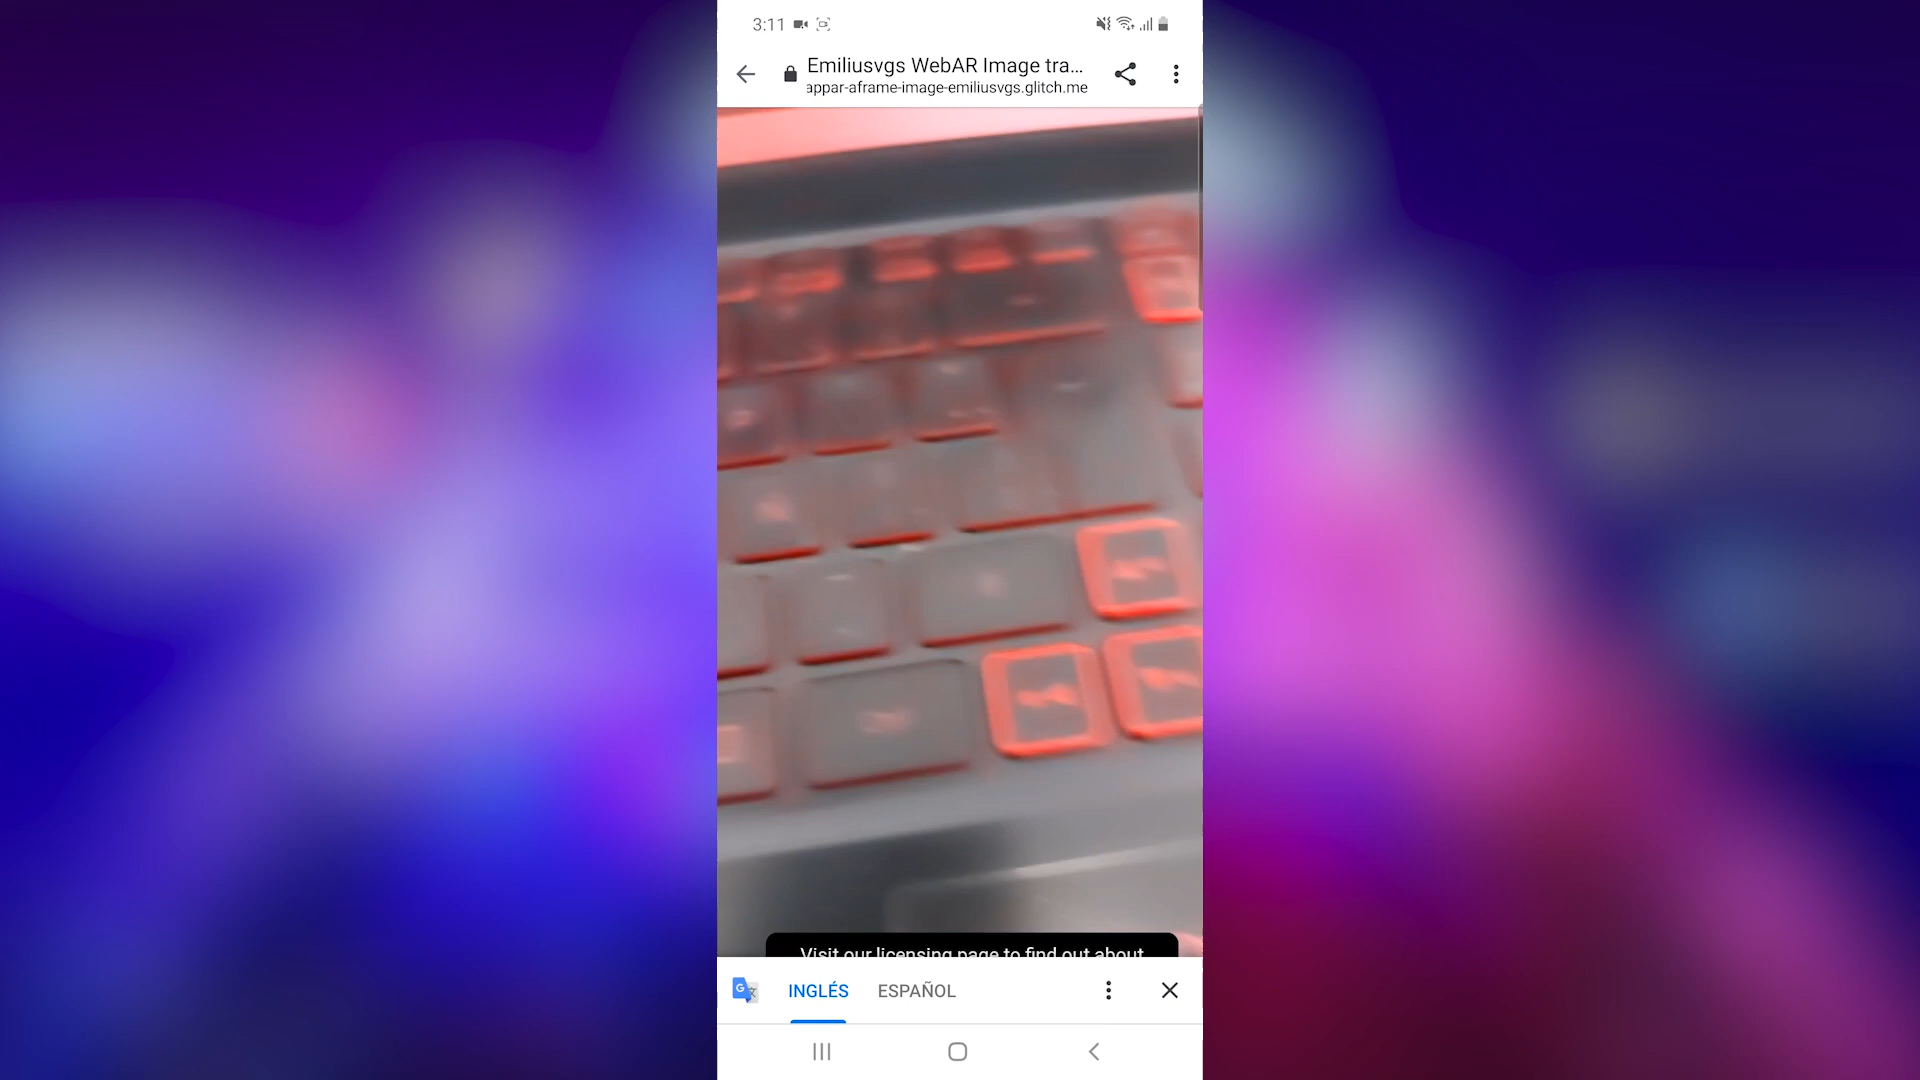 3:11
Emiliusvgs WebAR Image tra...
appar-aframe-image-emiliusvgs.glitch.me
Visit our licensing page to find out about
INGLÉS ESPAÑOL